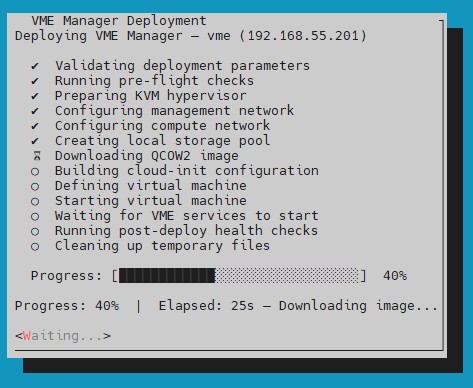 VME Manager Deployment
Deploying VME Manager — vme (192.168.55.201)
✔ Validating deployment parameters
✔ Running pre-flight checks
✔ Preparing KVM hypervisor
✔ Configuring management network
✔ Configuring compute network
✔ Creating local storage pool
⌛ Downloading QCOW2 image
○ Building cloud-init configuration
○ Defining virtual machine
○ Starting virtual machine
○ Waiting for VME services to start
○ Running post-deploy health checks
○ Cleaning up temporary files
Progress: [████████████░░░░░░░░░░░░░░░░░░] 40%
Progress: 40% | Elapsed: 25s — Downloading image...
<Waiting...>